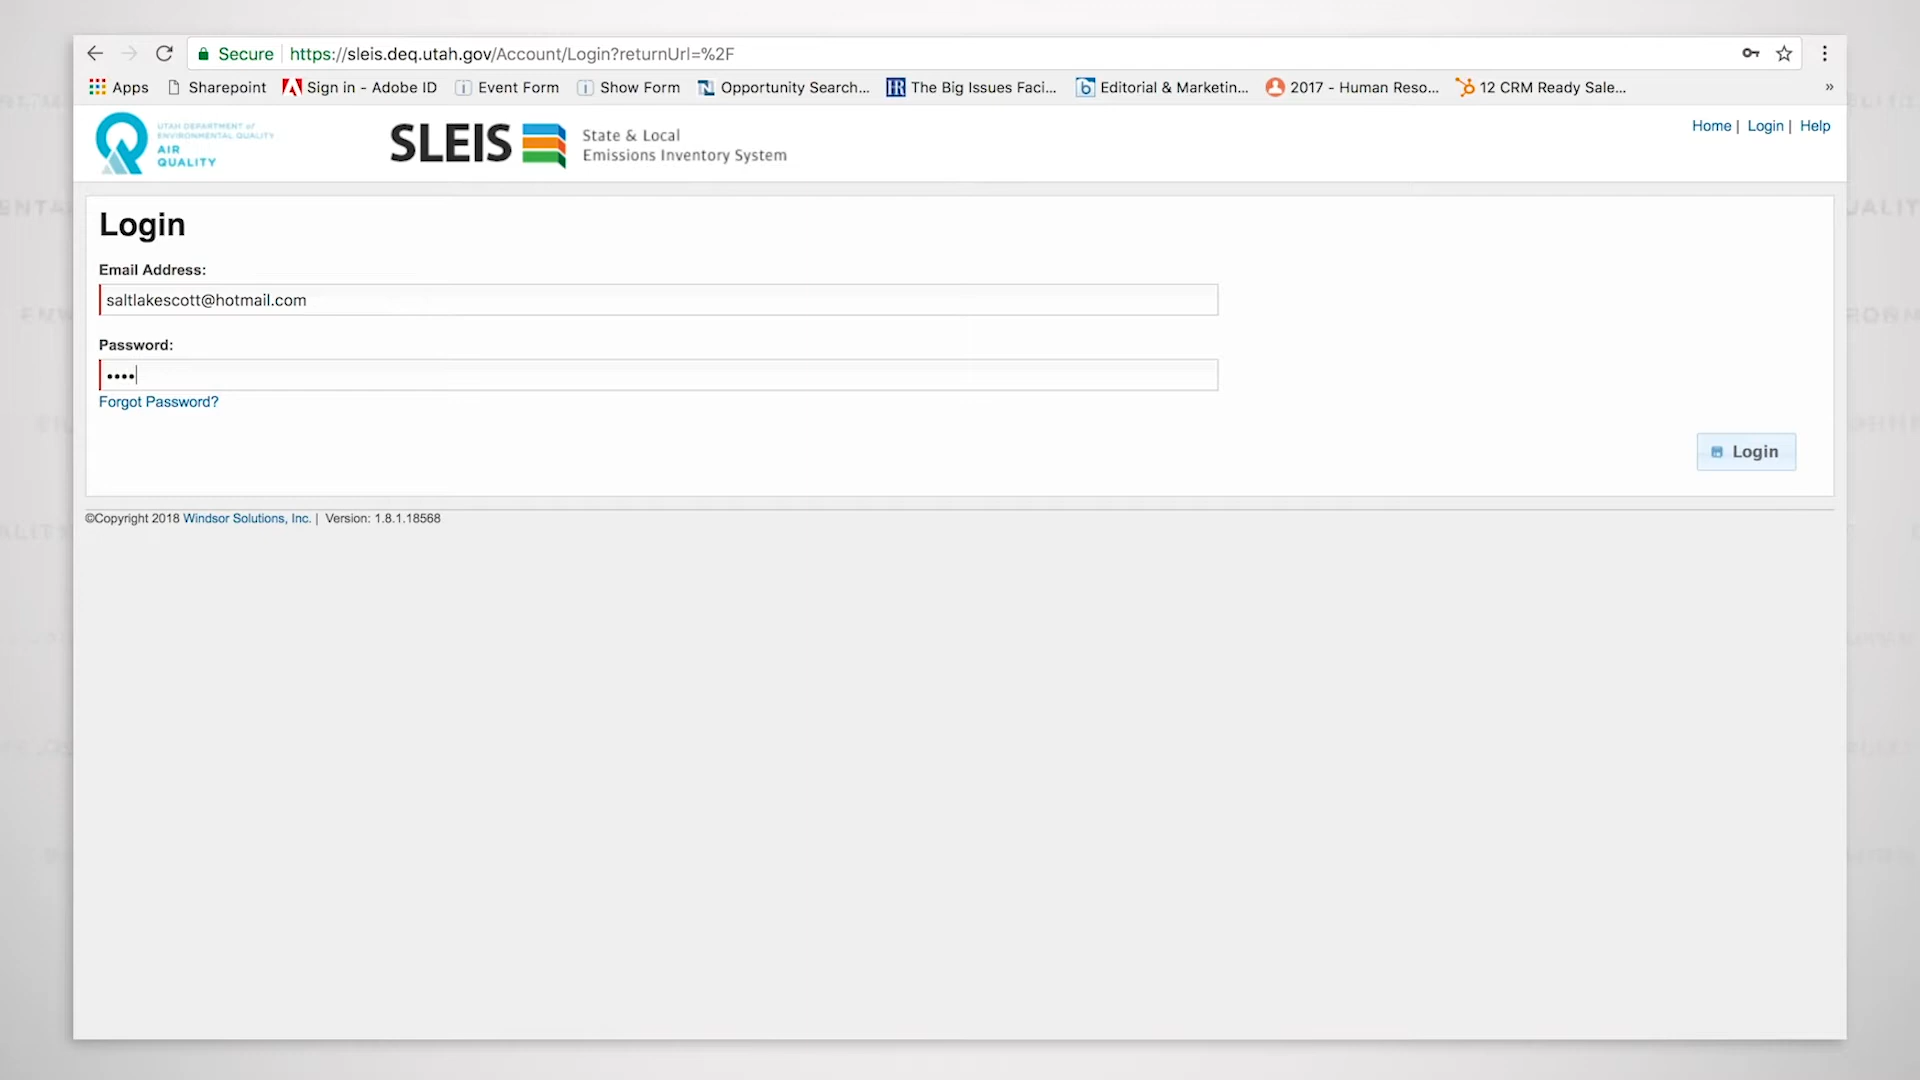 Secure https://sleis.deq.utah.gov/Account/Login?returnUrl=%2F
Apps Sharepoint Sign in - Adobe ID Event Form Show Form Opportunity Search... The Big Issues Faci... Editorial & Marketin... 2017 - Human Reso... 12 CRM Ready Sale... »
UTAH DEPARTMENT of
ENVIRONMENTAL QUALITY
AIR
QUALITY
SLEIS
State & Local
Emissions Inventory System
Home | Login | Help
Login
Email Address:
saltlakescott@hotmail.com
Password:
••••
Forgot Password?
Login
©Copyright 2018 Windsor Solutions, Inc. | Version: 1.8.1.18568